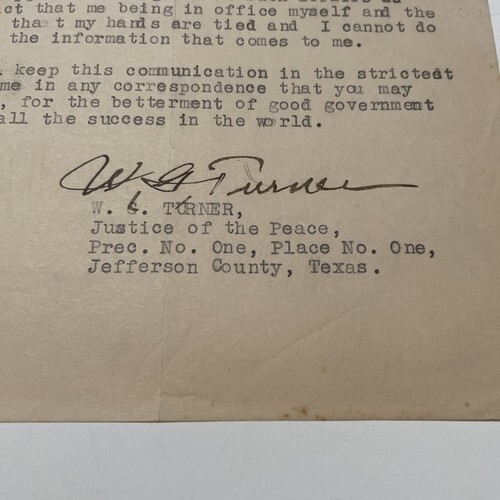 ct that me being in office myself and the
that my hands are tied and I cannot do
the information that comes to me.
keep this communication in the strictedt
me in any correspondence that you may
, for the betterment of good government
all the success in the world.
W G Turner
W. G. TURNER,
Justice of the Peace,
Prec. No. One, Place No. One,
Jefferson County, Texas.